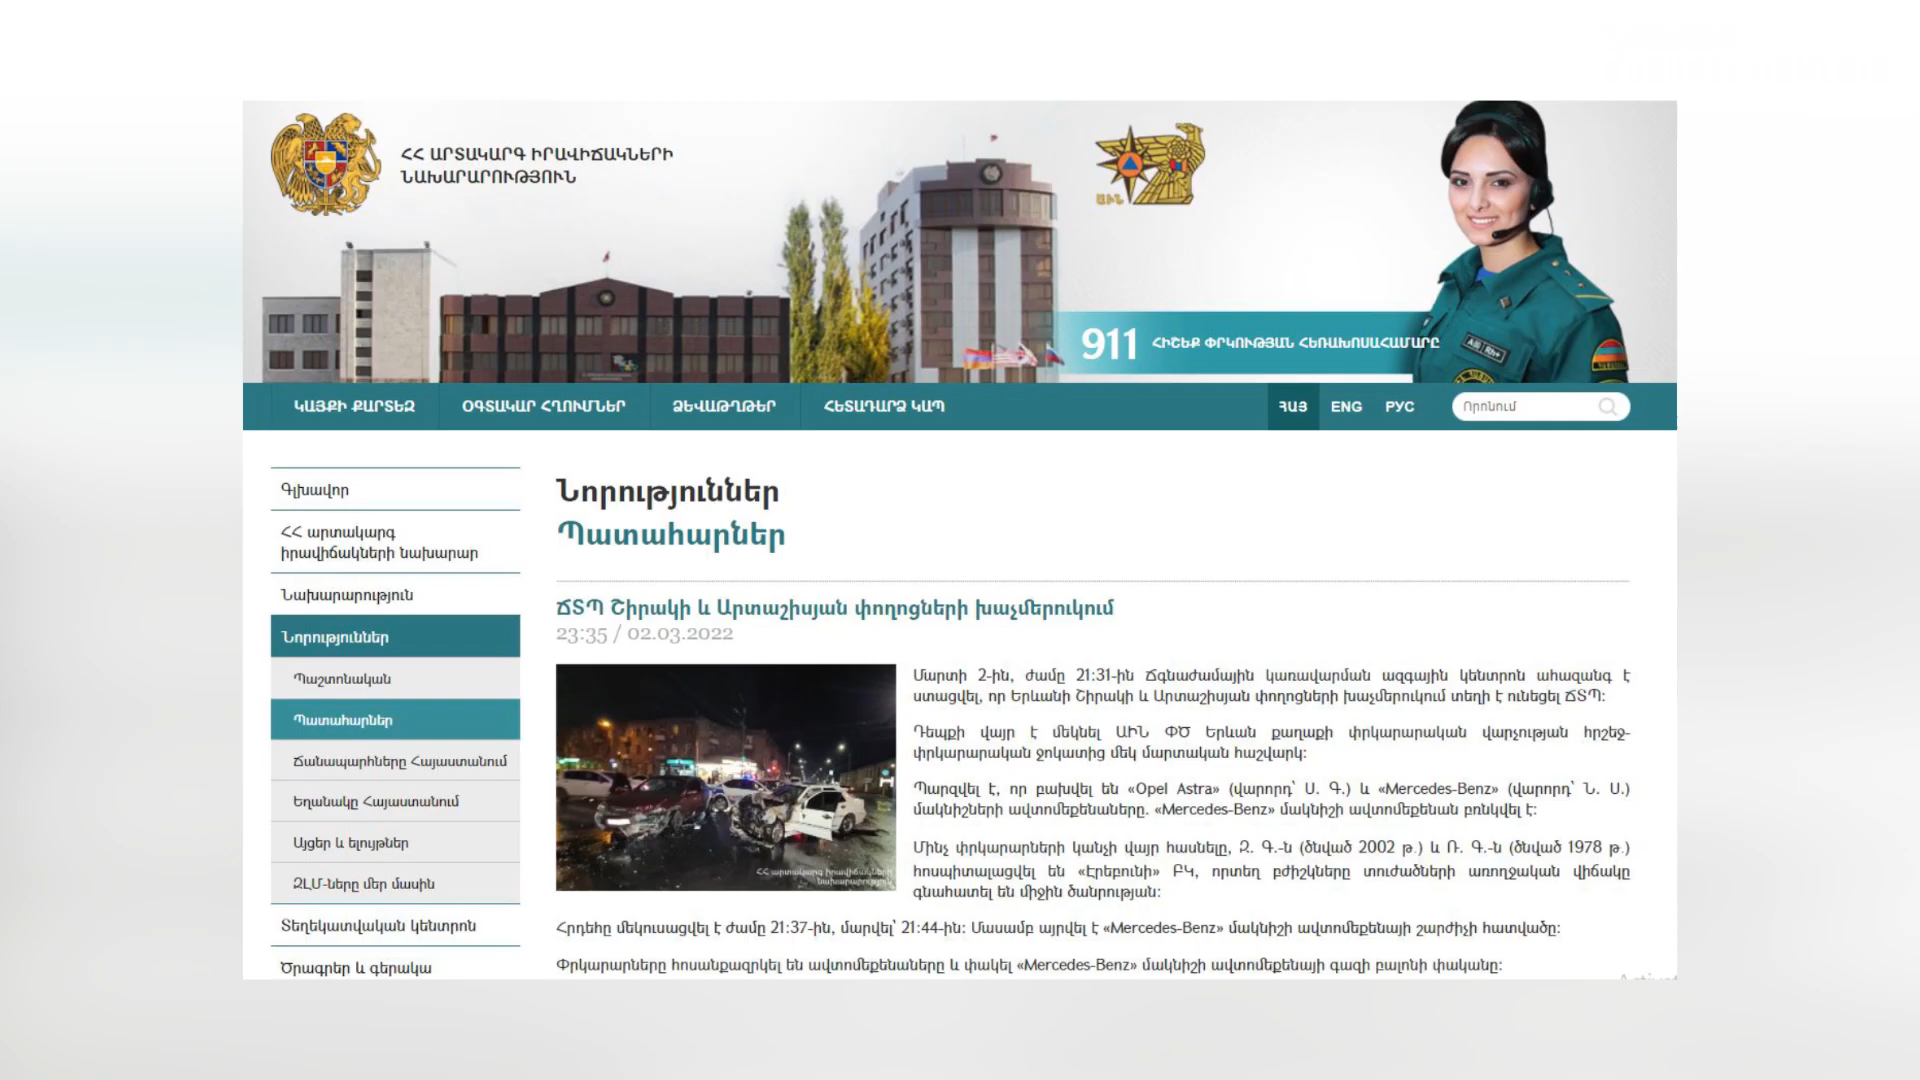 ՀՀ ԱՐՏԱԿԱՐԳ ԻՐԱՎԻՃԱԿՆԵՐԻ
ՆԱԽԱՐԱՐՈՒԹՅՈՒՆ
ԱԻՆ
911 ՀԻՇԵՔ ՓՐԿՈՒԹՅԱՆ ՀԵՌԱԽՈՍԱՀԱՄԱՐԸ
ԿԱՅՔԻ ՔԱՐՏԵԶ ՕԳՏԱԿԱՐ ՀՂՈՒՄՆԵՐ ՁԵՎԱԹՂԹԵՐ ՀԵՏԱԴԱՐՁ ԿԱՊ ՀԱՅ ENG РУС Որոնում
Գլխավոր
ՀՀ արտակարգ
իրավիճակների նախարար
Նախարարություն
Նորություններ
Պաշտոնական
Պատահարներ
Ճանապարհները Հայաստանում
Եղանակը Հայաստանում
Այցեր և ելույթներ
ԶԼՄ-ները մեր մասին
Տեղեկատվական կենտրոն
Ծրագրեր և գերակա
Նորություններ
Պատահարներ
ՃՏՊ Շիրակի և Արտաշիսյան փողոցների խաչմերուկում
23:35 / 02.03.2022
Մարտի 2-ին, ժամը 21:31-ին Ճգնաժամային կառավարման ազգային կենտրոն ահազանգ է
ստացվել, որ Երևանի Շիրակի և Արտաշիսյան փողոցների խաչմերուկում տեղի է ունեցել ՃՏՊ:
Դեպքի վայր է մեկնել ԱԻՆ ՓԾ Երևան քաղաքի փրկարարական վարչության հրշեջ-
փրկարարական ջոկատից մեկ մարտական հաշվարկ:
Պարզվել է, որ բախվել են «Opel Astra» (վարորդ՝ Ս. Գ.) և «Mercedes-Benz» (վարորդ՝ Ն. Ս.)
մակնիշների ավտոմեքենաները. «Mercedes-Benz» մակնիշի ավտոմեքենան բռնկվել է:
Մինչ փրկարարների կանչի վայր հասնելը, Զ. Գ.-ն (ծնված 2002 թ.) և Ռ. Գ.-ն (ծնված 1978 թ.)
հոսպիտալացվել են «Էրեբունի» ԲԿ, որտեղ բժիշկները տուժածների առողջական վիճակը
գնահատել են միջին ծանրության:
ՀՀ արտակարգ իրավիճակների
նախարարություն
Հրդեհը մեկուսացվել է ժամը 21:37-ին, մարվել՝ 21:44-ին: Մասամբ այրվել է «Mercedes-Benz» մակնիշի ավտոմեքենայի շարժիչի հատվածը:
Փրկարարները հոսանքազրկել են ավտոմեքենաները և փակել «Mercedes-Benz» մակնիշի ավտոմեքենայի գազի բալոնի փականը: